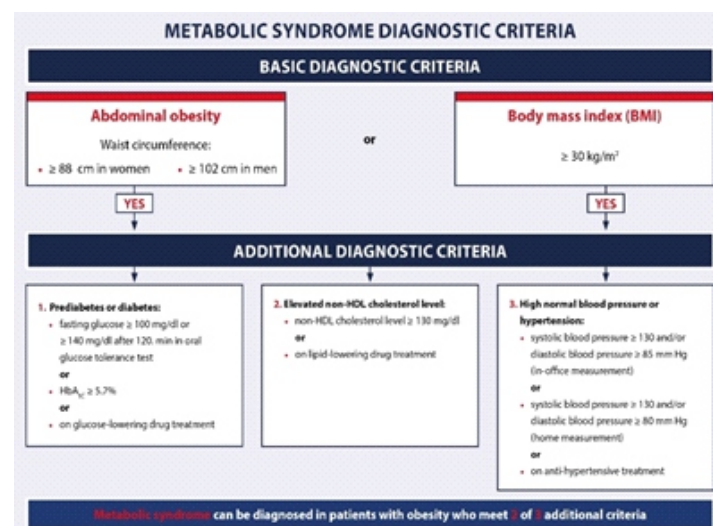 METABOLIC SYNDROME DIAGNOSTIC CRITERIA
BASIC DIAGNOSTIC CRITERIA
Abdominal obesity
Waist circumference:
• ≥ 88 cm in women • ≥ 102 cm in men
or
Body mass index (BMI)
≥ 30 kg/m²
YES
YES
ADDITIONAL DIAGNOSTIC CRITERIA
1. Prediabetes or diabetes:
• fasting glucose ≥ 100 mg/dl or
≥ 140 mg/dl after 120. min in oral
glucose tolerance test
or
• HbA1c ≥ 5.7%
or
• on glucose-lowering drug treatment
2. Elevated non-HDL cholesterol level:
• non-HDL cholesterol level ≥ 130 mg/dl
or
• on lipid-lowering drug treatment
3. High normal blood pressure or
hypertension:
• systolic blood pressure ≥ 130 and/or
diastolic blood pressure ≥ 85 mm Hg
(in-office measurement)
or
• systolic blood pressure ≥ 130 and/or
diastolic blood pressure ≥ 80 mm Hg
(home measurement)
or
• on anti-hypertensive treatment
Metabolic syndrome can be diagnosed in patients with obesity who meet 2 of 3 additional criteria